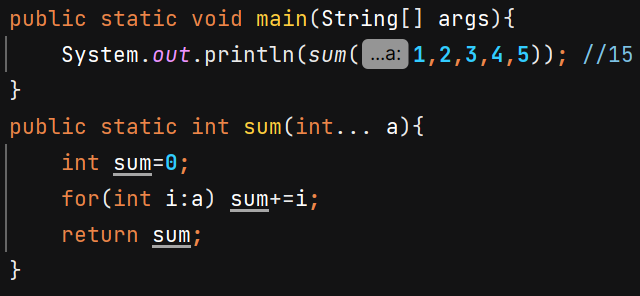 public static void main(String[] args){
System.out.println(sum(...a:1,2,3,4,5)); //15
}
public static int sum(int... a){
int sum=0;
for(int i:a) sum+=i;
return sum;
}